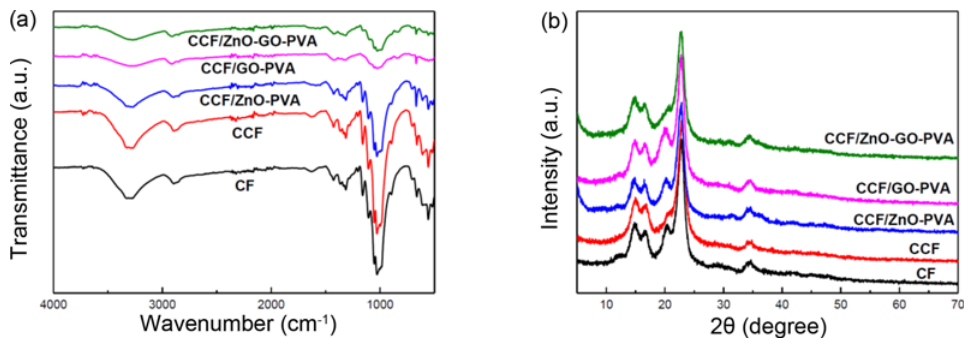 (a)
Transmittance (a.u.)
CCF/ZnO-GO-PVA
CCF/GO-PVA
CCF/ZnO-PVA
CCF
CF
4000 3000 2000 1000
Wavenumber (cm⁻¹)
(b)
Intensity (a.u.)
CCF/ZnO-GO-PVA
CCF/GO-PVA
CCF/ZnO-PVA
CCF
CF
10 20 30 40 50 60 70
2θ (degree)